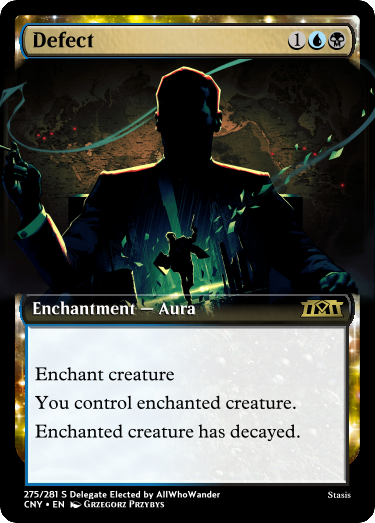 Defect 1
Enchantment — Aura
Enchant creature
You control enchanted creature.
Enchanted creature has decayed.
275/281 S Delegate Elected by AllWhoWander
Stasis
CNY • EN GRZEGORZ PRZYBYS